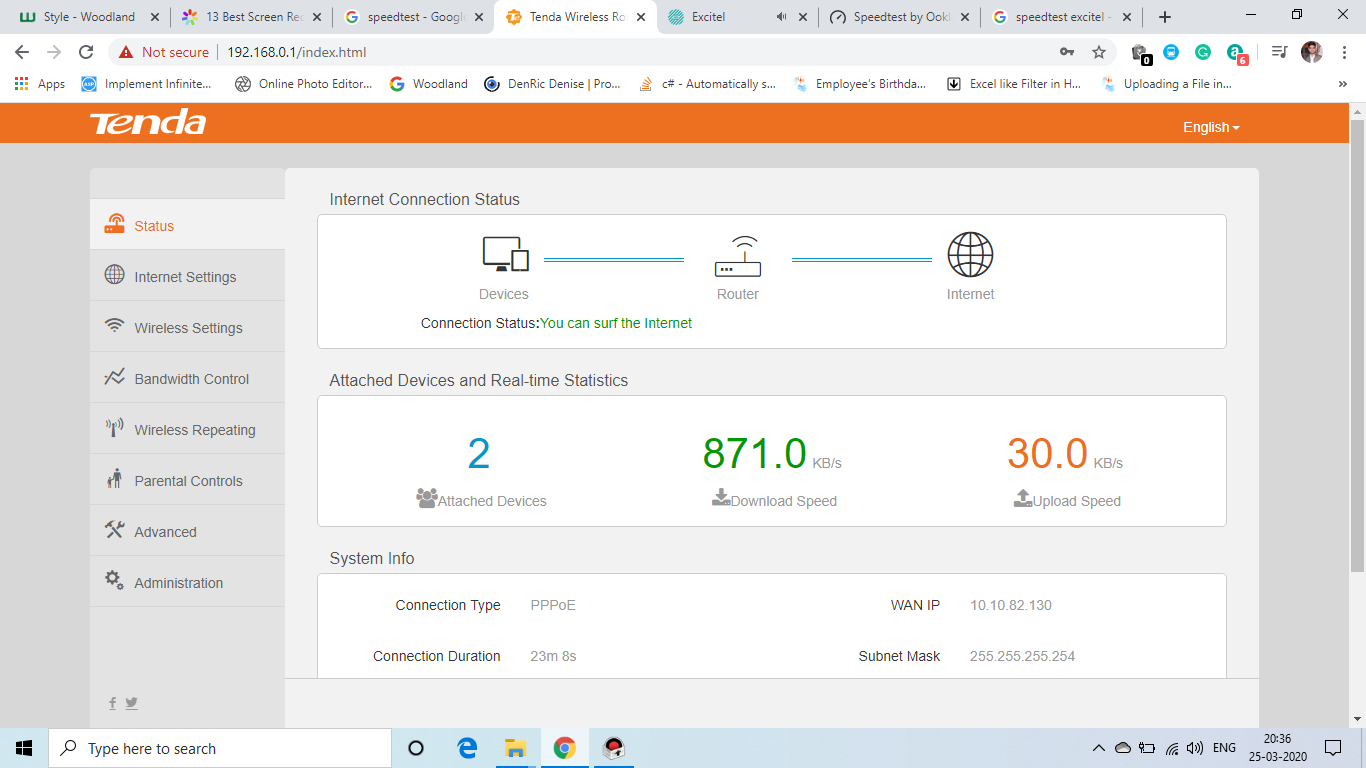 Style - Woodland
13 Best Screen Rec
speedtest - Google
Tenda Wireless Ro
Excitel
Speedtest by Ookl
speedtest excitel -
Not secure
192.168.0.1/index.html
0
6
Apps
Implement Infinite...
Online Photo Editor...
Woodland
DenRic Denise | Pro...
c# - Automatically s...
Employee's Birthda...
Excel like Filter in H...
Uploading a File in...
»
Tenda
English
Status
Internet Settings
Wireless Settings
Bandwidth Control
Wireless Repeating
Parental Controls
Advanced
Administration
Internet Connection Status
Devices
Router
Internet
Connection Status:You can surf the Internet
Attached Devices and Real-time Statistics
2
871.0 KB/s
30.0 KB/s
Attached Devices
Download Speed
Upload Speed
System Info
Connection Type PPPoE
WAN IP 10.10.82.130
Connection Duration 23m 8s
Subnet Mask 255.255.255.254
Type here to search
ENG
20:36
25-03-2020